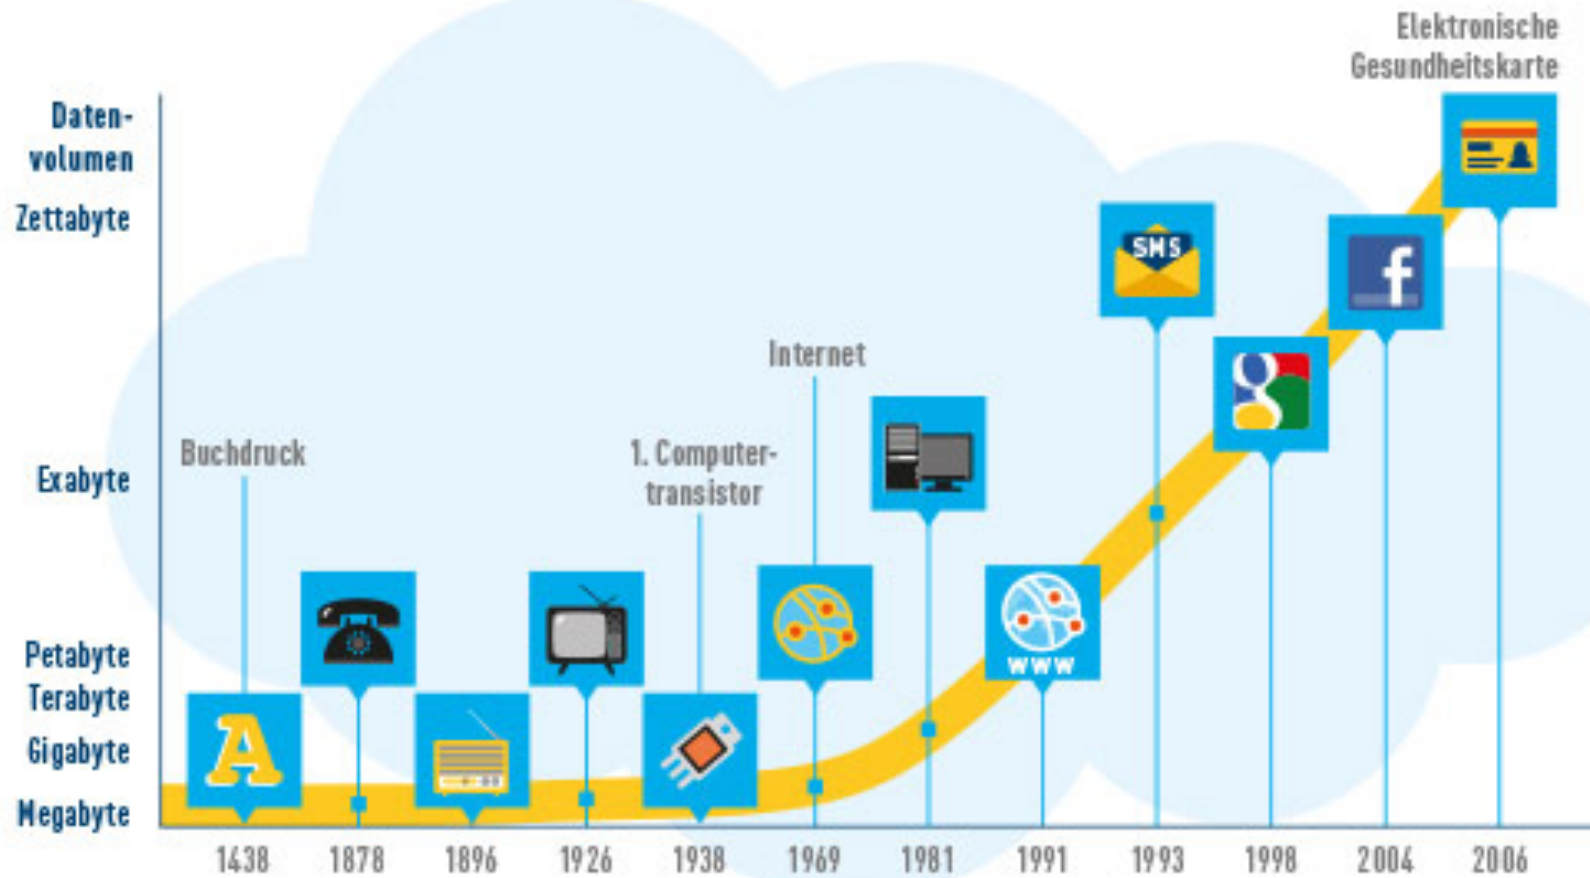 Elektronische
Gesundheitskarte
Daten-
volumen
Zettabyte
SMS
f
g
Internet
Buchdruck
1. Computer-
transistor
Exabyte
Petabyte
Terabyte
Gigabyte
Megabyte
A
www
1438 1878 1896 1926 1938 1969 1981 1991 1993 1998 2004 2006